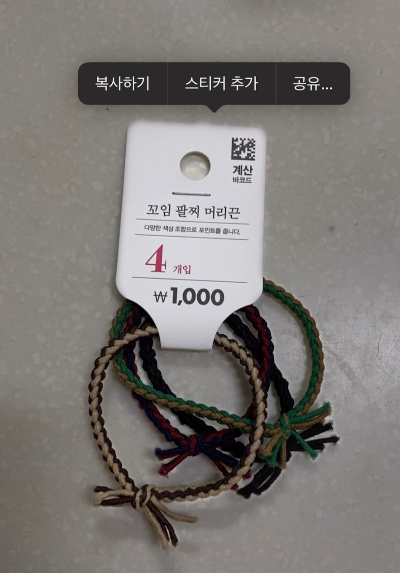 복사하기 스티커 추가 공유...
계산
바코드
꼬임 팔찌 머리끈
다양한 색상 조합으로 포인트를 줍니다.
4 개입
₩1,000